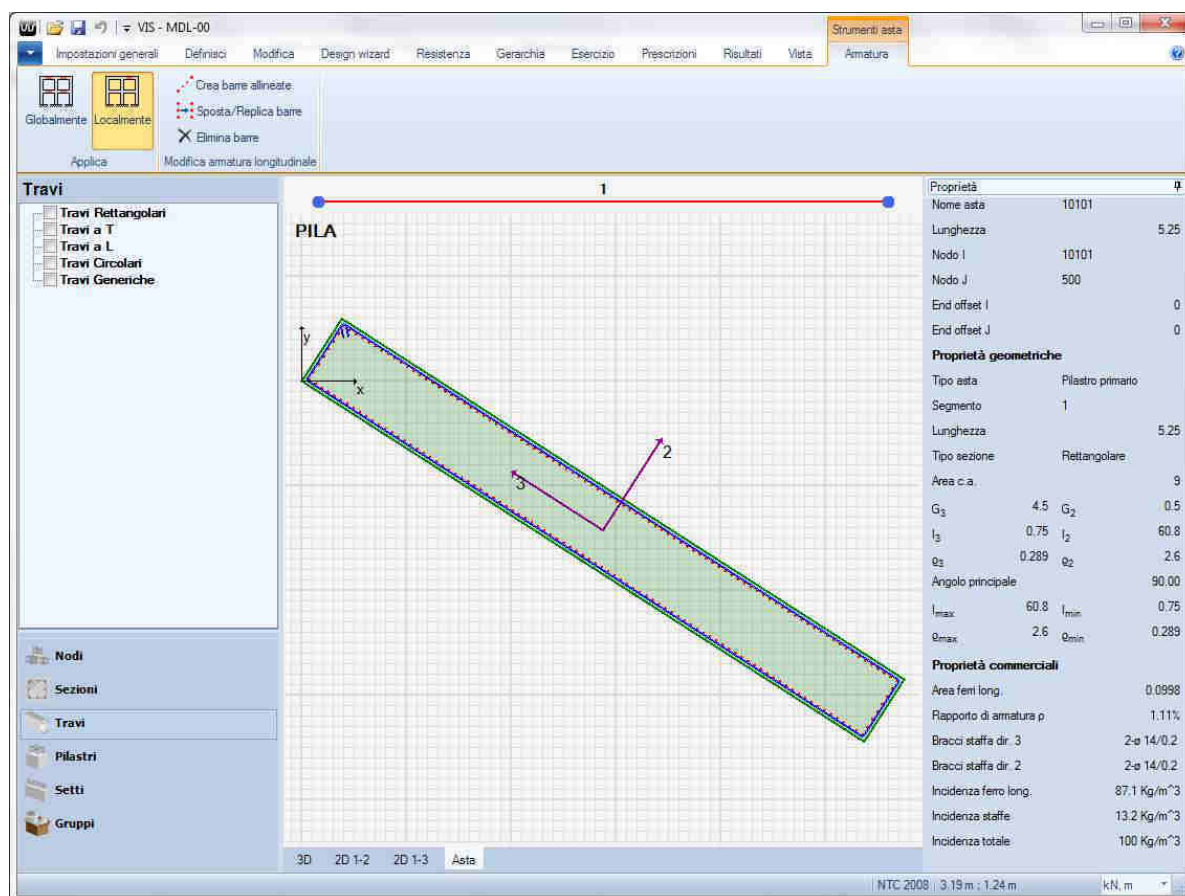 VIS - MDL-00
Strumenti asta
Impostazioni generali Definisci Modifica Design wizard Resistenza Gerarchia Esercizio Prescrizioni Risultati Vista Armatura
Globalmente Localmente
Crea barre allineate
Sposta/Replica barre
Elimina barre
Applica Modifica armatura longitudinale
Travi
Travi Rettangolari
Travi a T
Travi a L
Travi Circolari
Travi Generiche
Nodi
Sezioni
Travi
Pilastri
Setti
Gruppi
1
PILA
y
x
2
3
3D 2D 1-2 2D 1-3 Asta
Proprietà
Nome asta 10101
Lunghezza 5.25
Nodo I 10101
Nodo J 500
End offset I 0
End offset J 0
Proprietà geometriche
Tipo asta Pilastro primario
Segmento 1
Lunghezza 5.25
Tipo sezione Rettangolare
Area c.a. 9
G3 4.5 G2 0.5
I3 0.75 I2 60.8
ϱ3 0.289 ϱ2 2.6
Angolo principale 90.00
Imax 60.8 Imin 0.75
ϱmax 2.6 ϱmin 0.289
Proprietà commerciali
Area ferri long. 0.0998
Rapporto di armatura ρ 1.11%
Bracci staffa dir. 3 2-ø 14/0.2
Bracci staffa dir. 2 2-ø 14/0.2
Incidenza ferro long. 87.1 Kg/m^3
Incidenza staffe 13.2 Kg/m^3
Incidenza totale 100 Kg/m^3
NTC 2008 3.19 m ; 1.24 m kN, m